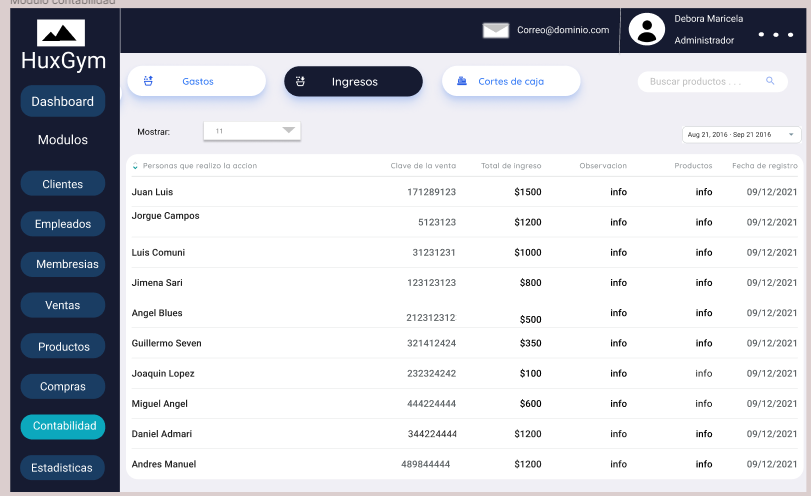 Modulo contabilidad
HuxGym
Correo@dominio.com
Debora Maricela
Administrador
Dashboard
Modulos
Clientes
Empleados
Membresias
Ventas
Productos
Compras
Contabilidad
Estadisticas
Gastos
Ingresos
Cortes de caja
Buscar productos . . .
Mostrar:
11
Aug 21, 2016 - Sep 21 2016
Personas que realizo la accion Clave de la venta Total de ingreso Observacion Productos Fecha de registro
Juan Luis 171289123 $1500 info info 09/12/2021
Jorgue Campos 5123123 $1200 info info 09/12/2021
Luis Comuni 31231231 $1000 info info 09/12/2021
Jimena Sari 123123123 $800 info info 09/12/2021
Angel Blues 212312312 $500 info info 09/12/2021
Guillermo Seven 321412424 $350 info info 09/12/2021
Joaquin Lopez 232324242 $100 info info 09/12/2021
Miguel Angel 444224444 $600 info info 09/12/2021
Daniel Admari 344224444 $1200 info info 09/12/2021
Andres Manuel 489844444 $1200 info info 09/12/2021